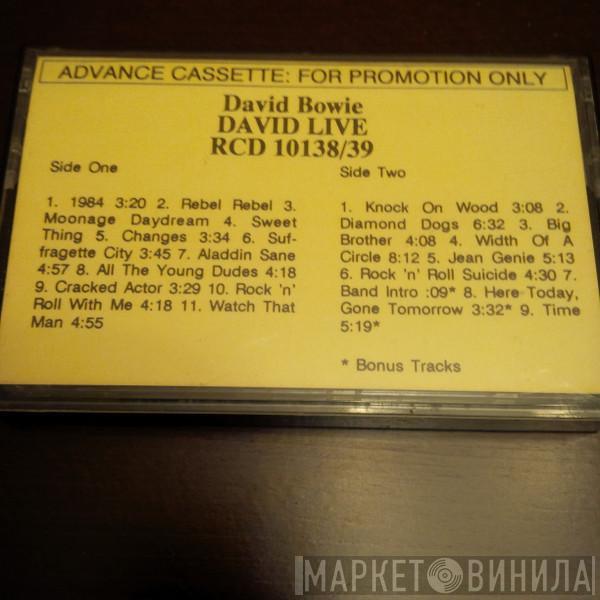 ADVANCE CASSETTE: FOR PROMOTION ONLY
David Bowie
DAVID LIVE
RCD 10138/39
Side One
1. 1984 3:20 2. Rebel Rebel 3.
Moonage Daydream 4. Sweet
Thing 5. Changes 3:34 6. Suf-
fragette City 3:45 7. Aladdin Sane
4:57 8. All The Young Dudes 4:18
9. Cracked Actor 3:29 10. Rock 'n'
Roll With Me 4:18 11. Watch That
Man 4:55
Side Two
1. Knock On Wood 3:08 2.
Diamond Dogs 6:32 3. Big
Brother 4:08 4. Width Of A
Circle 8:12 5. Jean Genie 5:13
6. Rock 'n' Roll Suicide 4:30 7.
Band Intro :09* 8. Here Today,
Gone Tomorrow 3:32* 9. Time
5:19*
* Bonus Tracks
МАРКЕТ ВИНИЛА